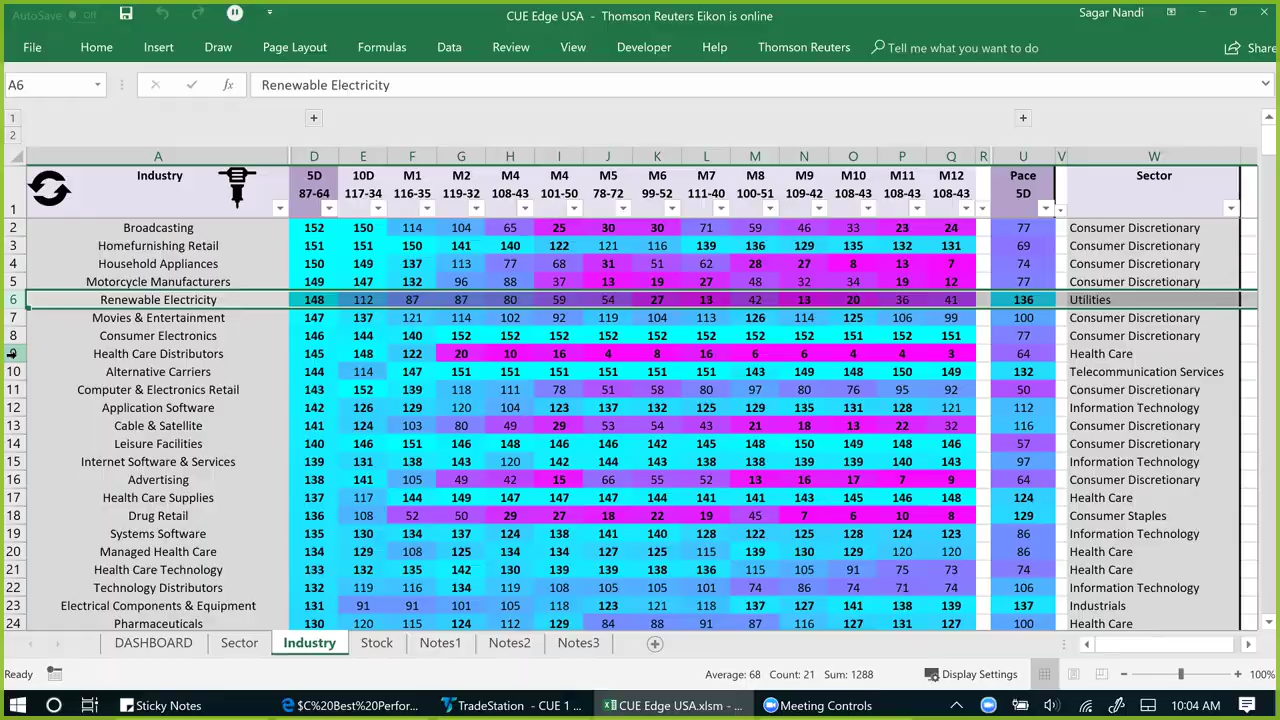 AutoSave Off CUE Edge USA - Thomson Reuters Eikon is online Sagar Nandi
File Home Insert Draw Page Layout Formulas Data Review View Developer Help Thomson Reuters Tell me what you want to do Share
A6 fx Renewable Electricity
1
2
A D E F G H I J K L M N O P Q R U V W
Industry 5D 10D M1 M2 M4 M4 M5 M6 M7 M8 M9 M10 M11 M12 Pace Sector
1 87-64 117-34 116-35 119-32 108-43 101-50 78-72 99-52 111-40 100-51 109-42 108-43 108-43 108-43 5D
2 Broadcasting 152 150 114 104 65 25 30 30 71 59 46 33 23 24 77 Consumer Discretionary
3 Homefurnishing Retail 151 151 150 141 140 122 121 116 139 136 129 135 132 131 69 Consumer Discretionary
4 Household Appliances 150 149 137 113 77 68 31 51 62 28 27 8 13 7 74 Consumer Discretionary
5 Motorcycle Manufacturers 149 147 132 96 88 37 13 19 27 48 32 34 19 12 77 Consumer Discretionary
6 Renewable Electricity 148 112 87 87 80 59 54 27 13 42 13 20 36 41 136 Utilities
7 Movies & Entertainment 147 137 121 114 102 92 119 104 113 126 114 125 106 99 100 Consumer Discretionary
8 Consumer Electronics 146 144 140 152 152 152 152 152 152 151 152 152 152 151 77 Consumer Discretionary
9 Health Care Distributors 145 148 122 20 10 16 4 8 16 6 6 4 4 3 64 Health Care
10 Alternative Carriers 144 114 147 151 151 151 151 151 151 143 149 148 150 149 132 Telecommunication Services
11 Computer & Electronics Retail 143 152 139 118 111 78 51 58 80 97 80 76 95 92 50 Consumer Discretionary
12 Application Software 142 126 129 120 104 123 137 132 125 129 135 131 128 121 112 Information Technology
13 Cable & Satellite 141 124 103 80 49 29 53 54 43 21 18 13 22 32 116 Consumer Discretionary
14 Leisure Facilities 140 146 151 146 148 146 146 142 145 148 150 149 148 146 57 Consumer Discretionary
15 Internet Software & Services 139 131 138 143 120 142 144 143 138 138 139 139 140 143 97 Information Technology
16 Advertising 138 141 105 49 42 15 66 55 52 13 16 17 7 9 64 Consumer Discretionary
17 Health Care Supplies 137 117 144 149 147 147 147 144 141 141 143 145 146 148 124 Health Care
18 Drug Retail 136 108 52 50 29 27 18 22 19 45 7 6 10 8 129 Consumer Staples
19 Systems Software 135 130 134 137 124 138 141 140 128 122 125 128 124 123 86 Information Technology
20 Managed Health Care 134 129 108 125 134 134 127 125 115 139 130 129 120 120 86 Health Care
21 Health Care Technology 133 132 135 142 130 139 139 138 136 115 105 91 75 73 74 Health Care
22 Technology Distributors 132 119 116 134 119 108 105 105 101 74 86 74 71 74 106 Information Technology
23 Electrical Components & Equipment 131 91 91 101 105 118 123 121 118 137 127 141 138 139 137 Industrials
24 Pharmaceuticals 130 120 115 124 112 129 84 88 91 87 116 127 131 127 100 Health Care
DASHBOARD Sector Industry Stock Notes1 Notes2 Notes3
Ready Average: 68 Count: 21 Sum: 1288 Display Settings 100%
Sticky Notes $C%20Best%20Perfor... TradeStation - CUE 1 ... CUE Edge USA.xlsm - ... Meeting Controls 10:04 AM